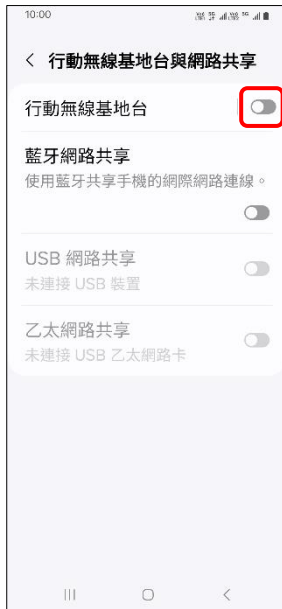 10:00
行動無線基地台與網路共享
行動無線基地台
藍牙網路共享
使用藍牙共享手機的網際網路連線。
USB 網路共享
未連接 USB 裝置
乙太網路共享
未連接 USB 乙太網路卡